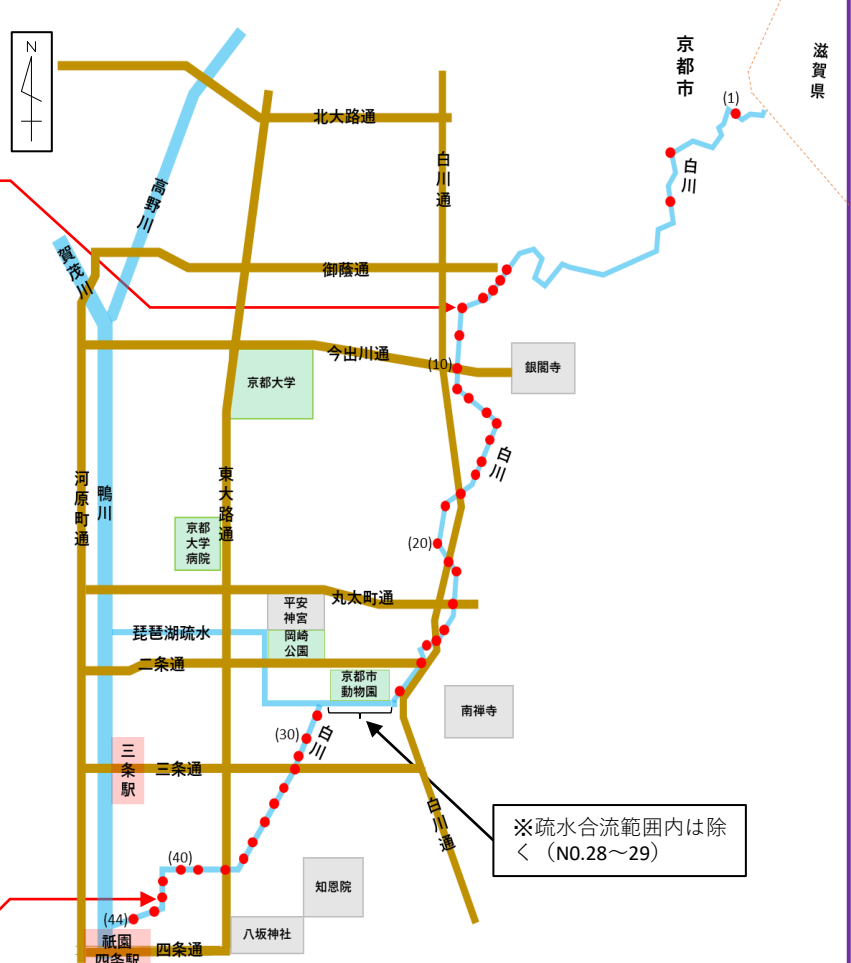 N
京都市
滋賀県
(1)
北大路通
白川通
白川
高野川
賀茂川
御蔭通
今出川通
(10)
銀閣寺
京都大学
白川
河原町通
鴨川
東大路通
京都
大学
病院
(20)
丸太町通
平安
神宮
琵琶湖疏水
岡崎
公園
二条通
京都市
動物園
南禅寺
(30)
白川
三条駅
三条通
白川通
※疏水合流範囲内は除
く（N0.28～29）
(40)
知恩院
(44)
八坂神社
祇園
四条駅
四条通